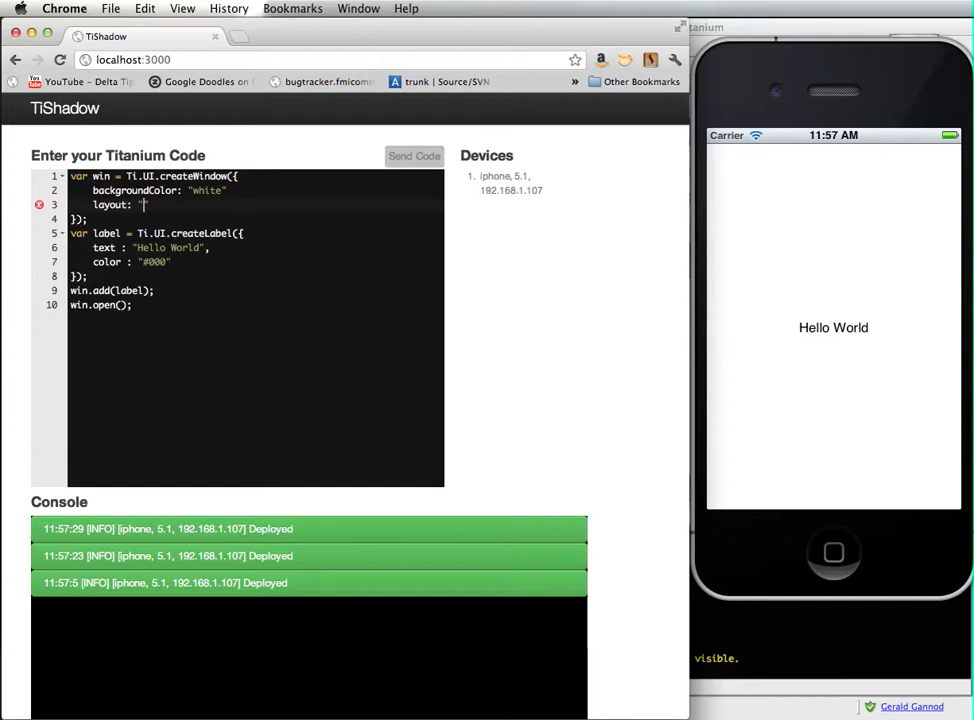 Chrome File Edit View History Bookmarks Window Help
TiShadow
localhost:3000
YouTube – Delta Tip
Google Doodles on
bugtracker.fmicomm
trunk | Source/SVN
» Other Bookmarks
TiShadow
Enter your Titanium Code
Send Code
1 var win = Ti.UI.createWindow({
2 backgroundColor: "white"
3 layout: ""
4 });
5 var label = Ti.UI.createLabel({
6 text : "Hello World",
7 color : "#000"
8 });
9 win.add(label);
10 win.open();
Devices
1. iphone, 5.1,
192.168.1.107
Console
11:57:29 [INFO] [iphone, 5.1, 192.168.1.107] Deployed
11:57:23 [INFO] [iphone, 5.1, 192.168.1.107] Deployed
11:57:5 [INFO] [iphone, 5.1, 192.168.1.107] Deployed
tanium
Carrier 11:57 AM
Hello World
visible.
Gerald Gannod